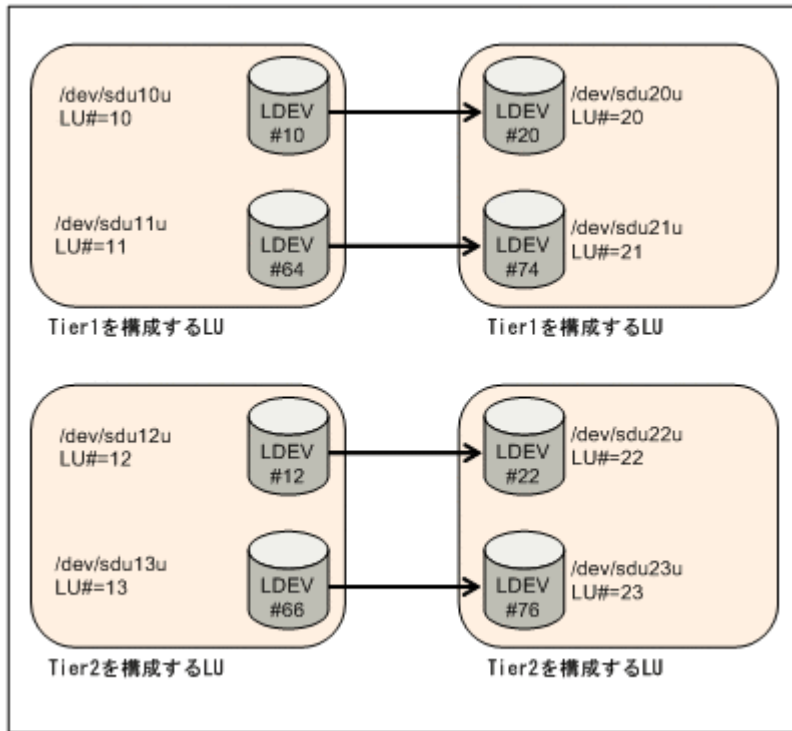 /dev/sdu10u
LU#=10
LDEV
#10
LDEV
#20
/dev/sdu20u
LU#=20
/dev/sdu11u
LU#=11
LDEV
#64
LDEV
#74
/dev/sdu21u
LU#=21
Tier1を構成するLU
Tier1を構成するLU
/dev/sdu12u
LU#=12
LDEV
#12
LDEV
#22
/dev/sdu22u
LU#=22
/dev/sdu13u
LU#=13
LDEV
#66
LDEV
#76
/dev/sdu23u
LU#=23
Tier2を構成するLU
Tier2を構成するLU